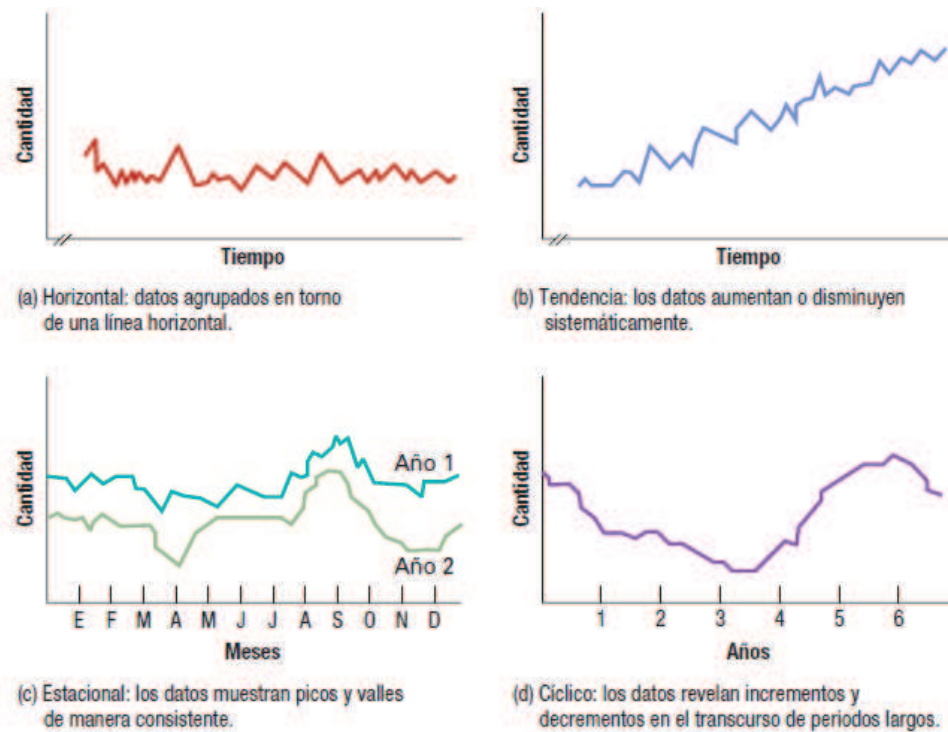 Cantidad
Tiempo
(a) Horizontal: datos agrupados en torno
de una línea horizontal.
Cantidad
Tiempo
(b) Tendencia: los datos aumentan o disminuyen
sistemáticamente.
Cantidad
Año 1
Año 2
E F M A M J J A S O N D
Meses
(c) Estacional: los datos muestran picos y valles
de manera consistente.
Cantidad
1 2 3 4 5 6
Años
(d) Cíclico: los datos revelan incrementos y
decrementos en el transcurso de periodos largos.